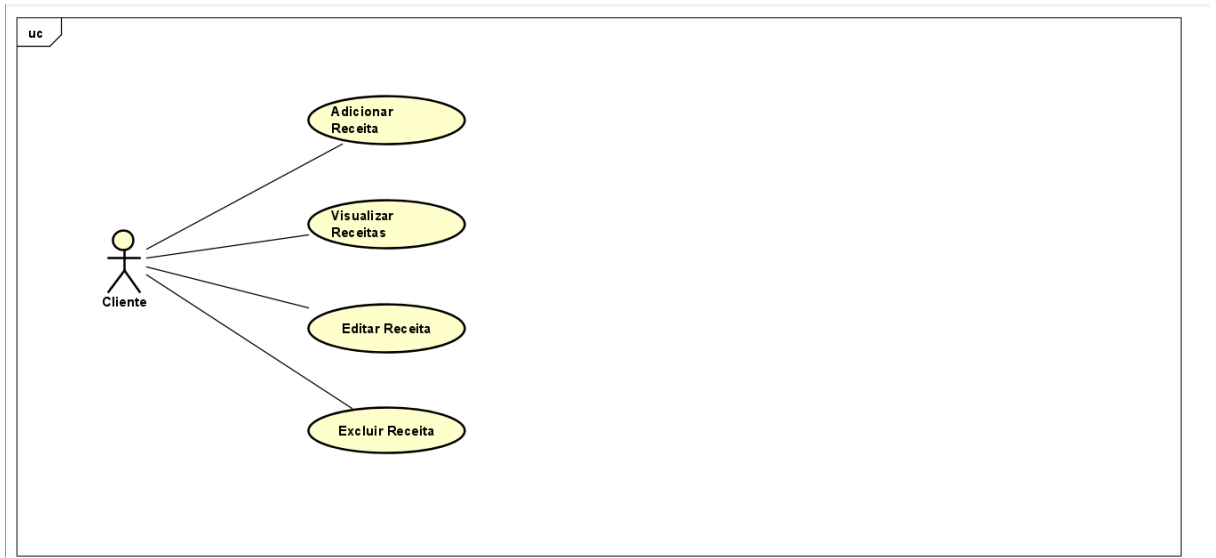 uc
Adicionar
Receita
Visualizar
Receitas
Cliente
Editar Receita
Excluir Receita